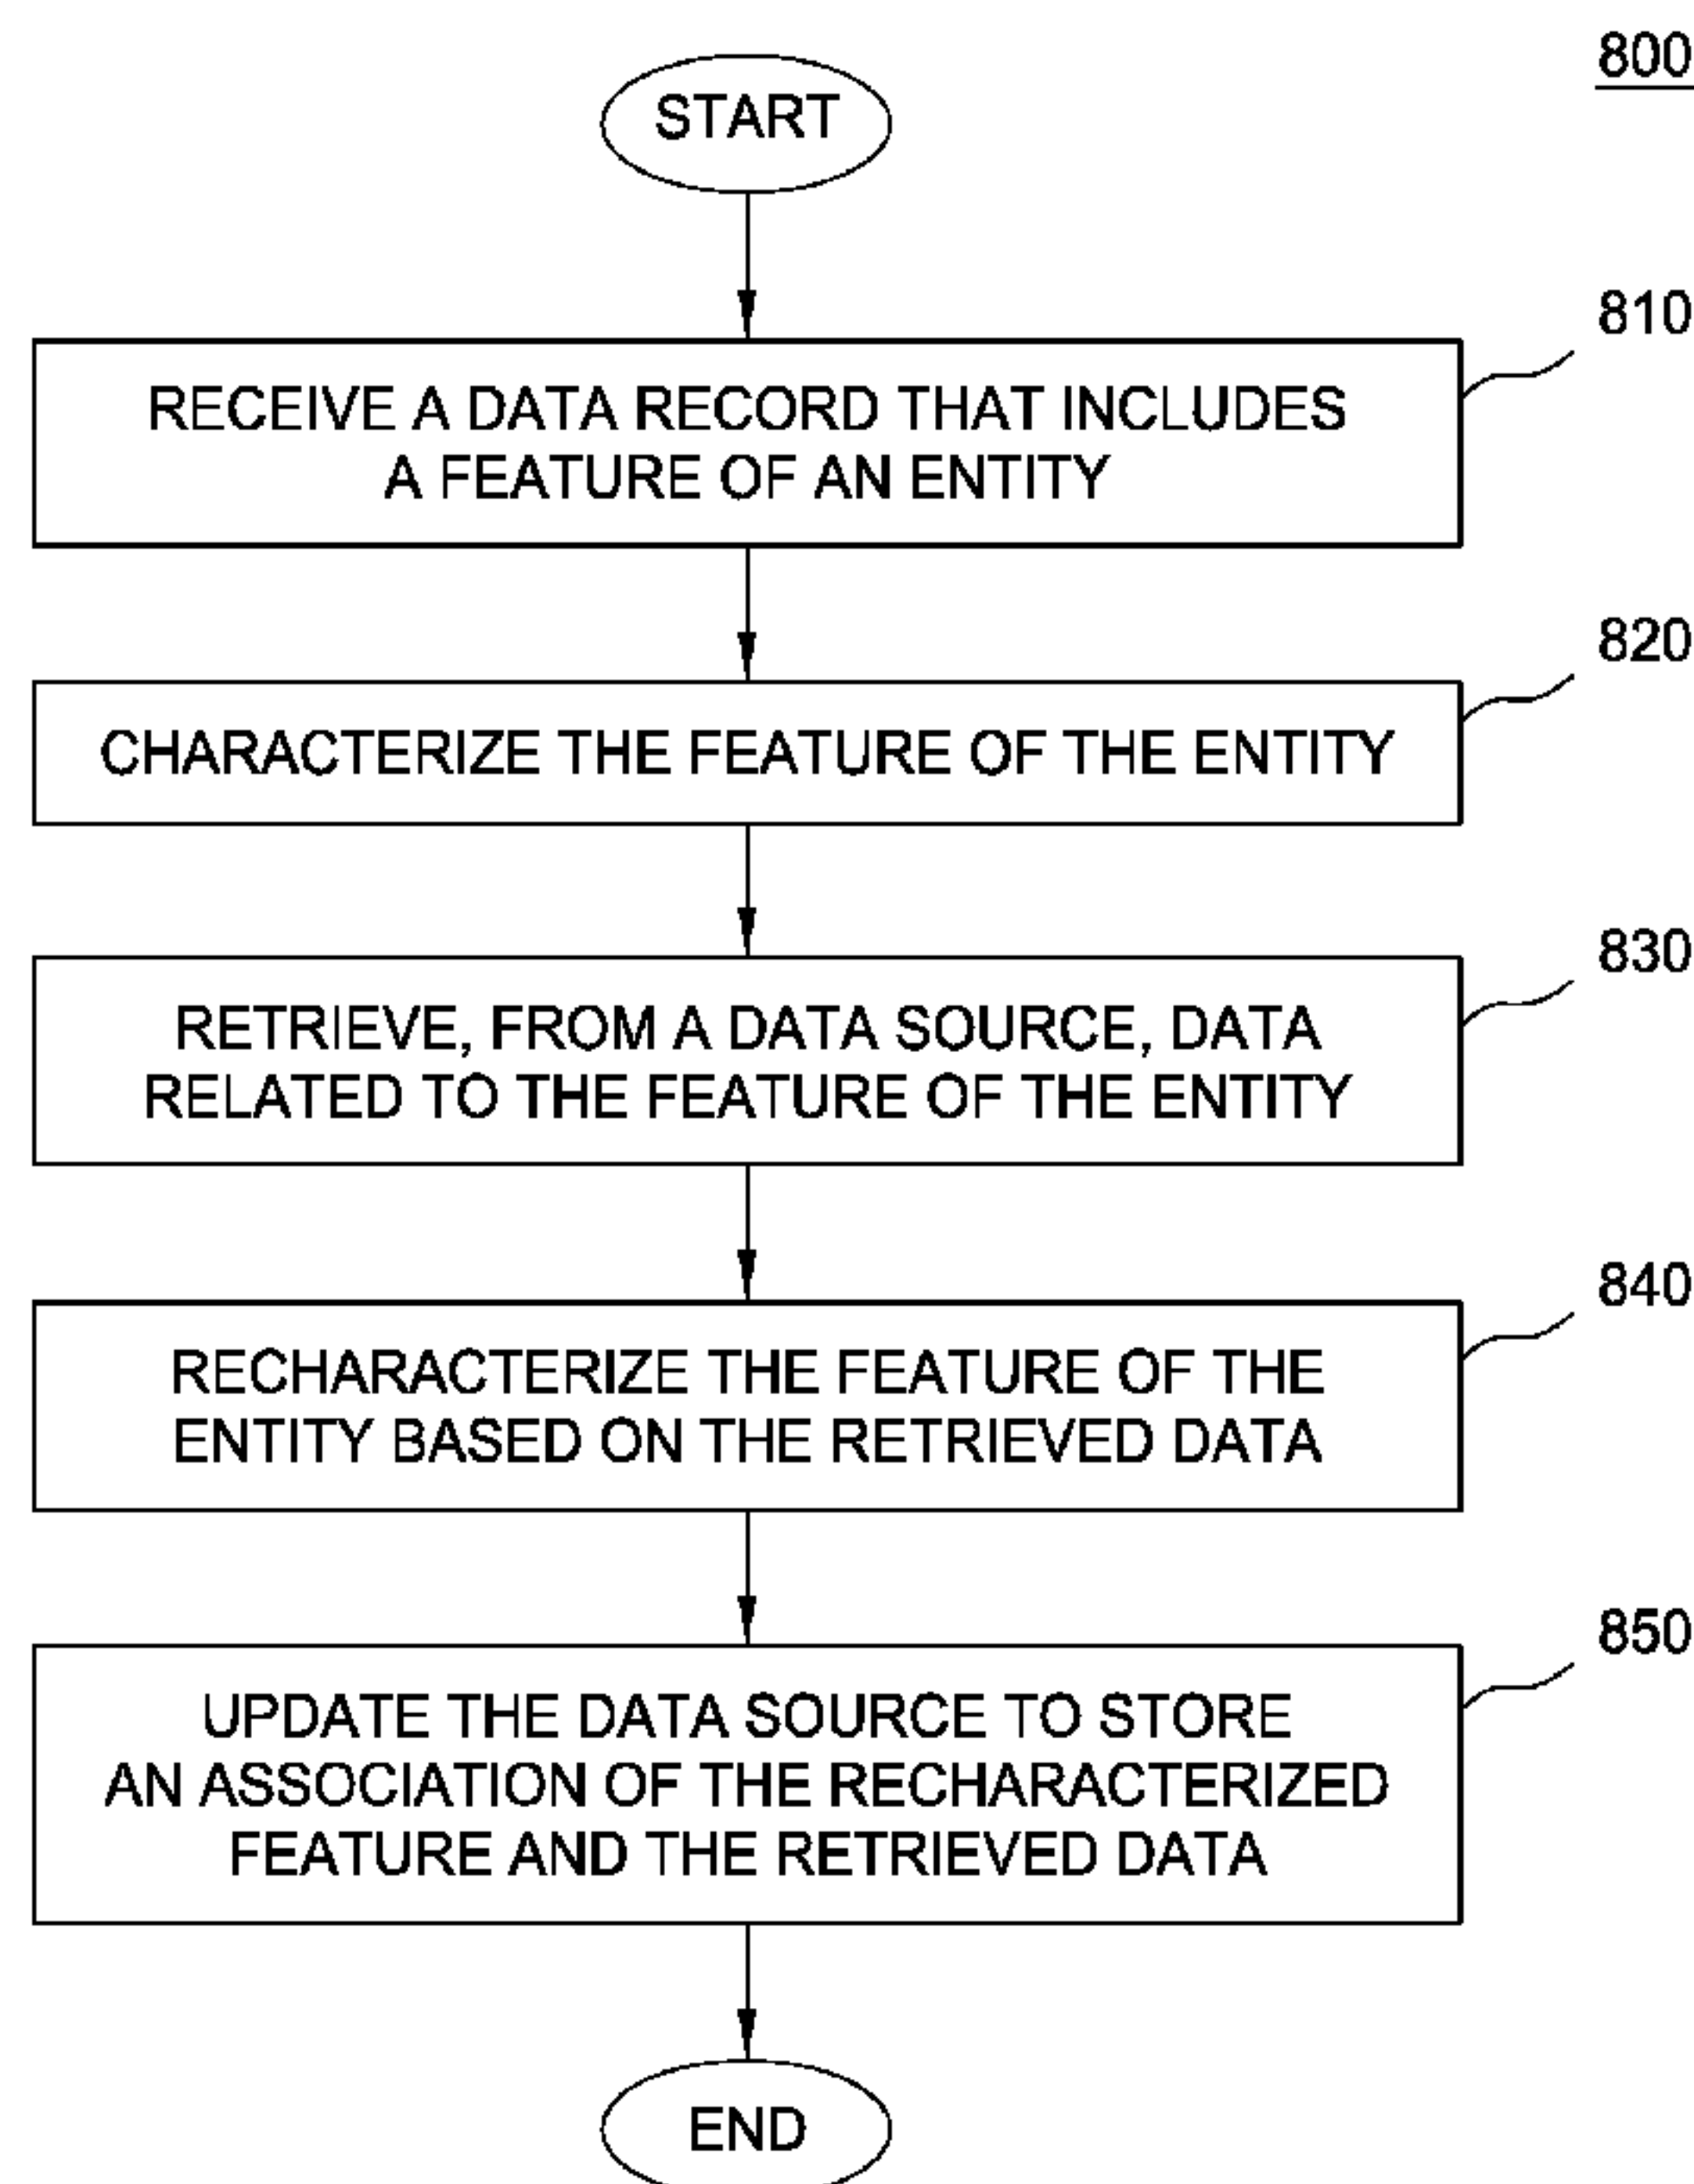 800
START
810
RECEIVE A DATA RECORD THAT INCLUDES
A FEATURE OF AN ENTITY
820
CHARACTERIZE THE FEATURE OF THE ENTITY
830
RETRIEVE, FROM A DATA SOURCE, DATA
RELATED TO THE FEATURE OF THE ENTITY
840
RECHARACTERIZE THE FEATURE OF THE
ENTITY BASED ON THE RETRIEVED DATA
850
UPDATE THE DATA SOURCE TO STORE
AN ASSOCIATION OF THE RECHARACTERIZED
FEATURE AND THE RETRIEVED DATA
END